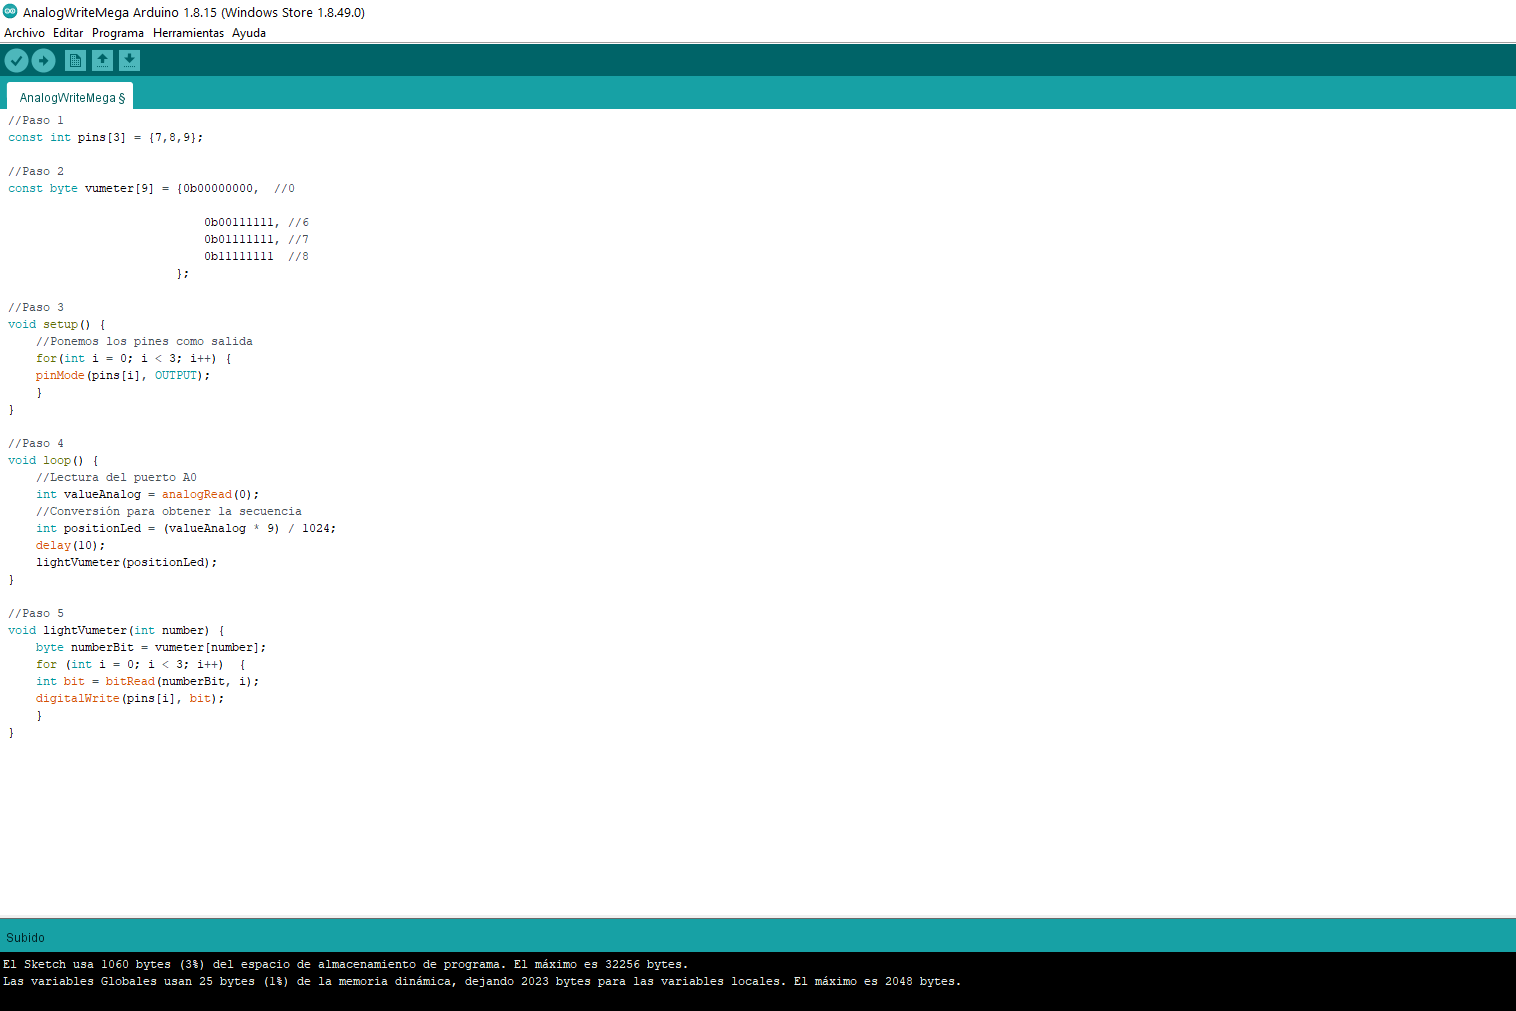 AnalogWriteMega Arduino 1.8.15 (Windows Store 1.8.49.0)
Archivo Editar Programa Herramientas Ayuda
AnalogWriteMega §
//Paso 1
const int pins[3] = {7,8,9};
//Paso 2
const byte vumeter[9] = {0b00000000,  //0
0b00111111, //6
0b01111111, //7
0b11111111  //8
};
//Paso 3
void setup() {
//Ponemos los pines como salida
for(int i = 0; i < 3; i++) {
pinMode(pins[i], OUTPUT);
}
}
//Paso 4
void loop() {
//Lectura del puerto A0
int valueAnalog = analogRead(0);
//Conversión para obtener la secuencia
int positionLed = (valueAnalog * 9) / 1024;
delay(10);
lightVumeter(positionLed);
}
//Paso 5
void lightVumeter(int number) {
byte numberBit = vumeter[number];
for (int i = 0; i < 3; i++)  {
int bit = bitRead(numberBit, i);
digitalWrite(pins[i], bit);
}
}
Subido
El Sketch usa 1060 bytes (3%) del espacio de almacenamiento de programa. El máximo es 32256 bytes.
Las variables Globales usan 25 bytes (1%) de la memoria dinámica, dejando 2023 bytes para las variables locales. El máximo es 2048 bytes.